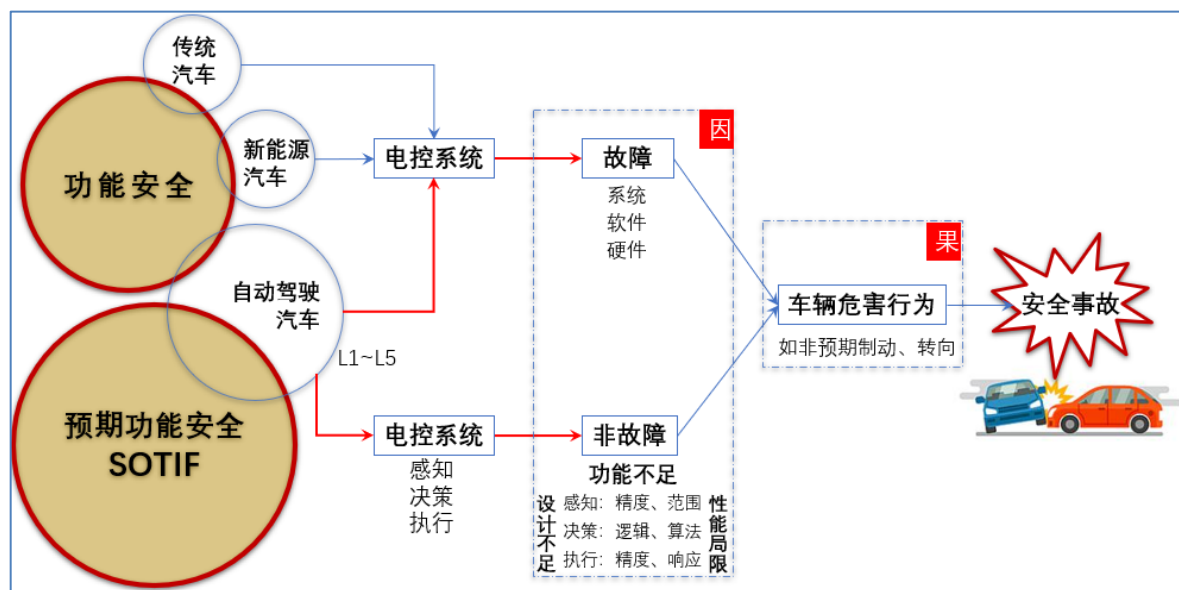 传统
汽车
功能安全
新能源
汽车
自动驾驶
汽车
L1~L5
预期功能安全
SOTIF
电控系统
电控系统
感知
决策
执行
因
故障
系统
软件
硬件
非故障
功能不足
设计不足
感知：精度、范围
决策：逻辑、算法
执行：精度、响应
性能局限
果
车辆危害行为
如非预期制动、转向
安全事故